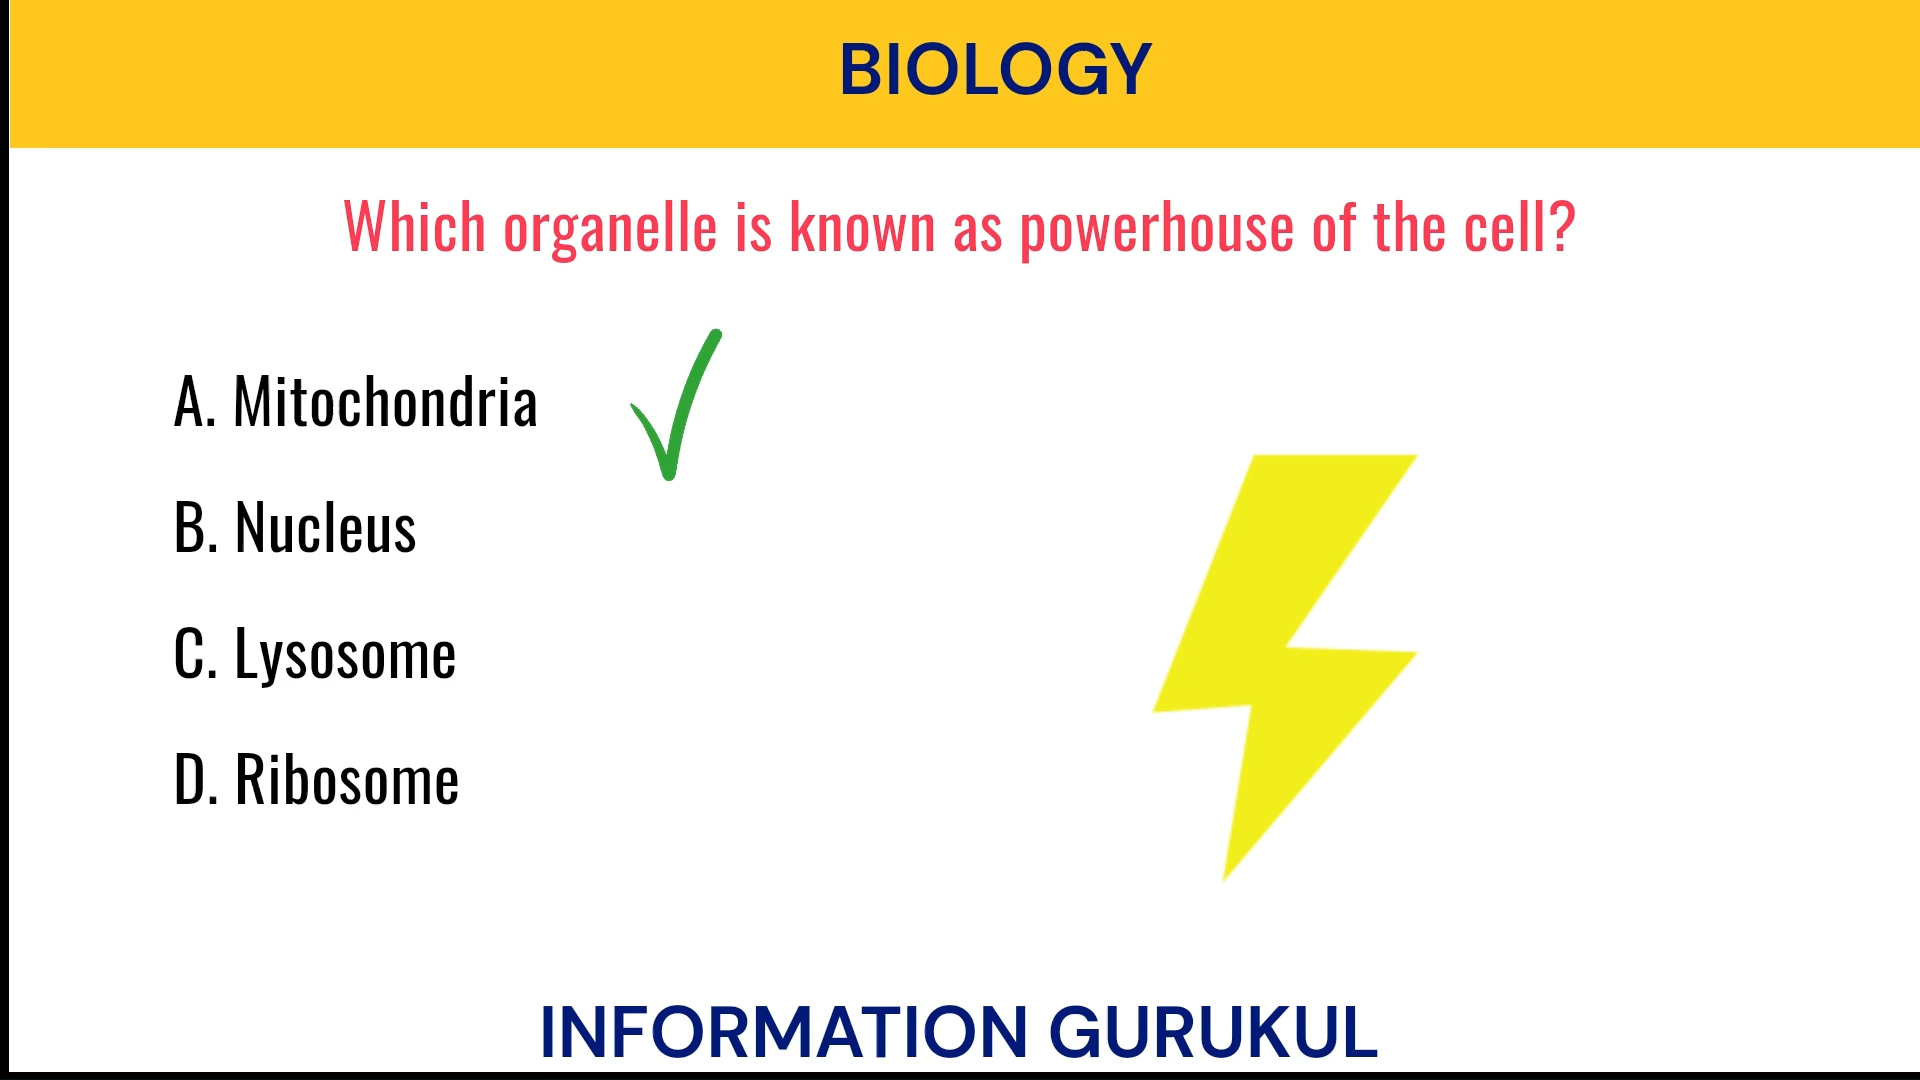 BIOLOGY
Which organelle is known as powerhouse of the cell?
A. Mitochondria
B. Nucleus
C. Lysosome
D. Ribosome
INFORMATION GURUKUL